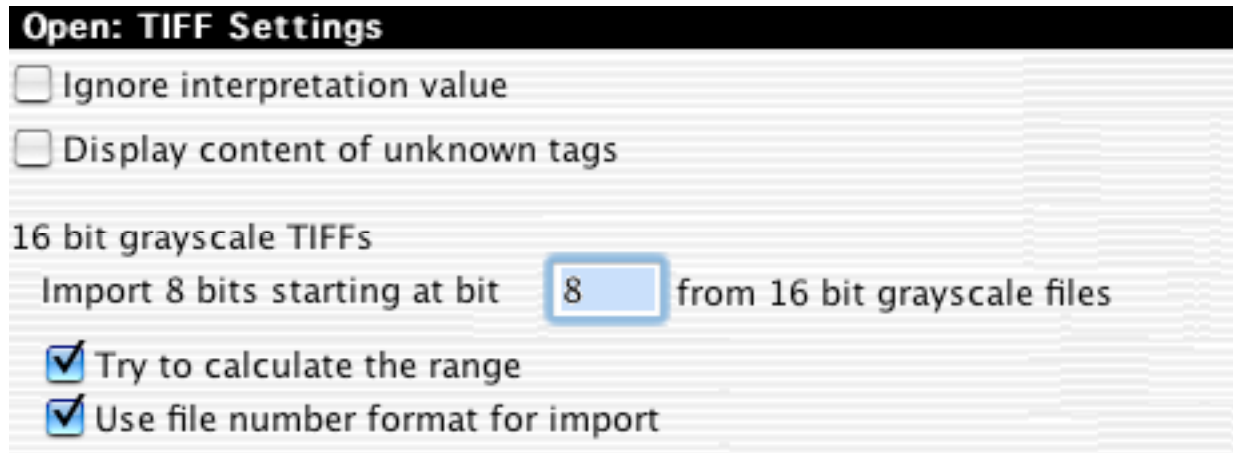 Open: TIFF Settings
Ignore interpretation value
Display content of unknown tags
16 bit grayscale TIFFs
Import 8 bits starting at bit 8 from 16 bit grayscale files
Try to calculate the range
Use file number format for import